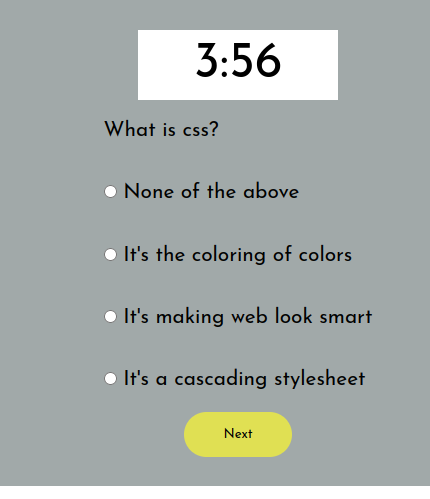 3:56
What is css?
None of the above
It's the coloring of colors
It's making web look smart
It's a cascading stylesheet
Next